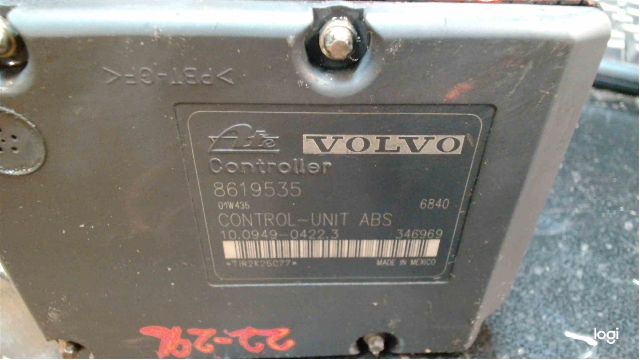 >PBT-GF<
Ate VOLVO
Controller
8619535
01W435 6840
CONTROL-UNIT ABS
10.0949-0422.3 346969
MADE IN MEXICO
22-296
logi